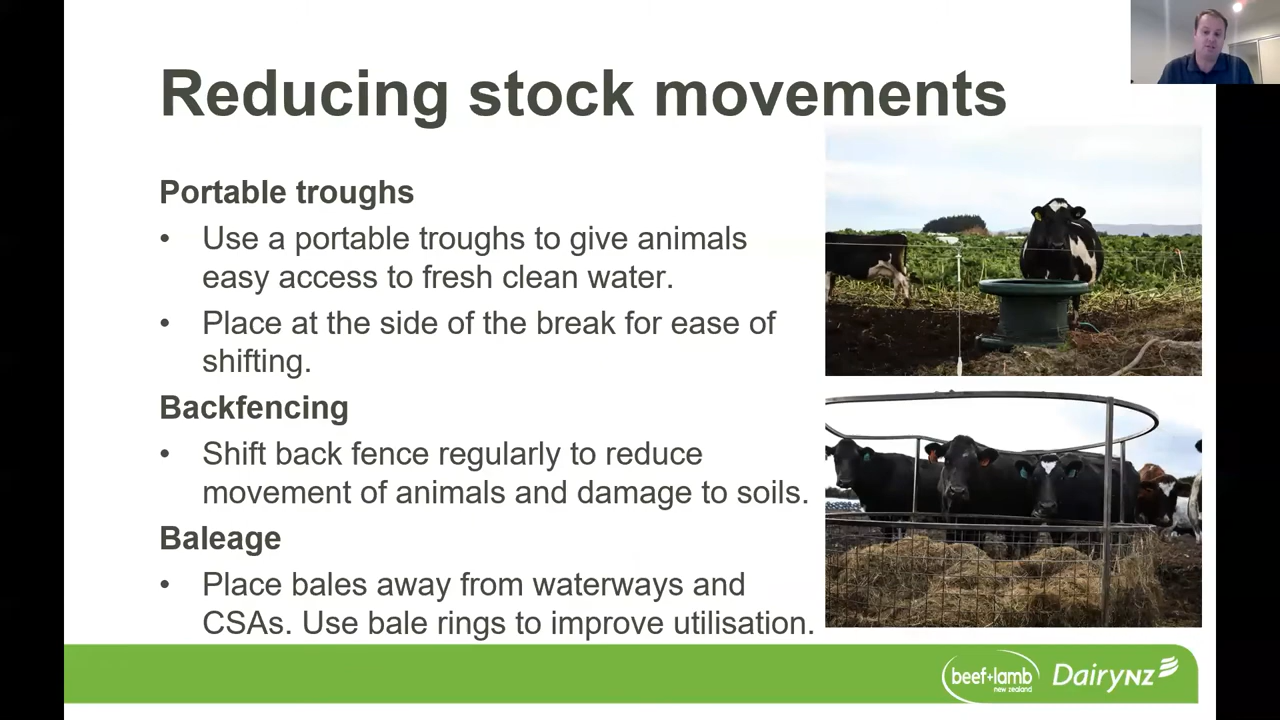 Reducing stock movements
Portable troughs
• Use a portable troughs to give animals
easy access to fresh clean water.
• Place at the side of the break for ease of
shifting.
Backfencing
• Shift back fence regularly to reduce
movement of animals and damage to soils.
Baleage
• Place bales away from waterways and
CSAs. Use bale rings to improve utilisation.
beef+lamb
new zealand
DairyNZ